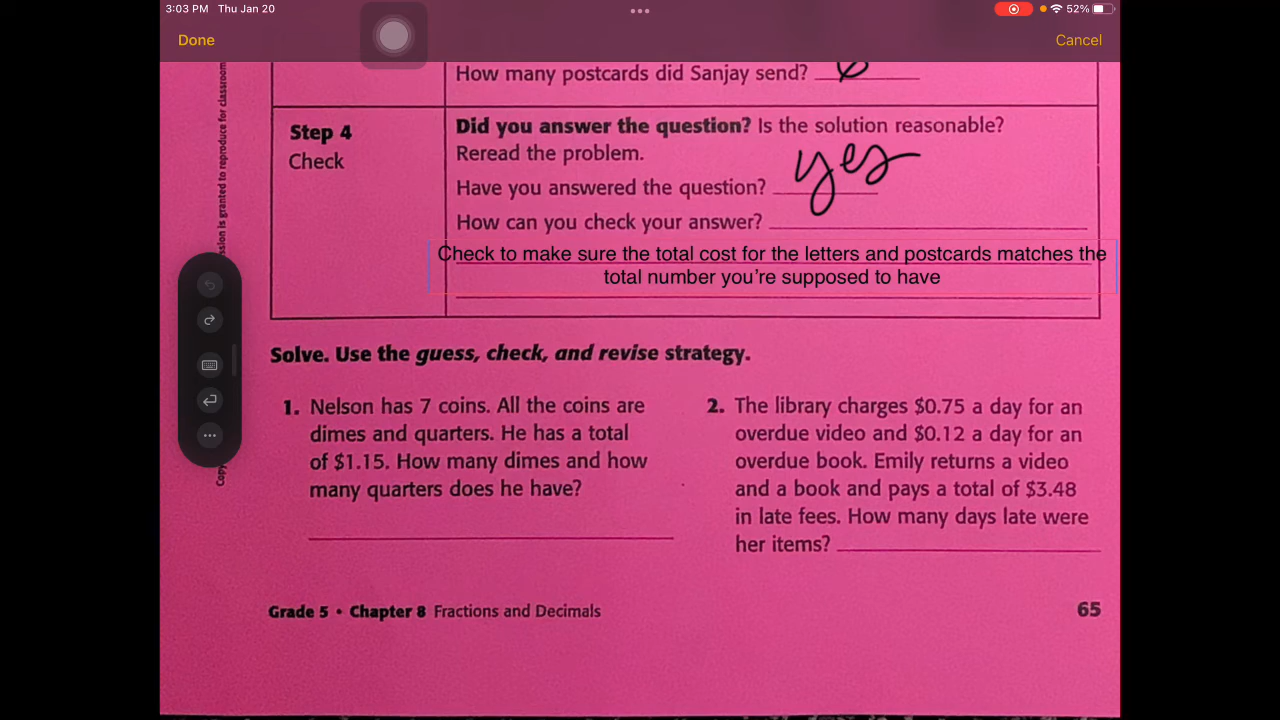 3:03 PM Thu Jan 20
52%
Done
Cancel
How many postcards did Sanjay send?
Step 4
Check
Did you answer the question? Is the solution reasonable?
Reread the problem.
Have you answered the question? yes
How can you check your answer?
Check to make sure the total cost for the letters and postcards matches the
total number you're supposed to have
Solve. Use the guess, check, and revise strategy.
1. Nelson has 7 coins. All the coins are
dimes and quarters. He has a total
of $1.15. How many dimes and how
many quarters does he have?
2. The library charges $0.75 a day for an
overdue video and $0.12 a day for an
overdue book. Emily returns a video
and a book and pays a total of $3.48
in late fees. How many days late were
her items?
Grade 5 • Chapter 8 Fractions and Decimals
65
ission is granted to reproduce for classroom